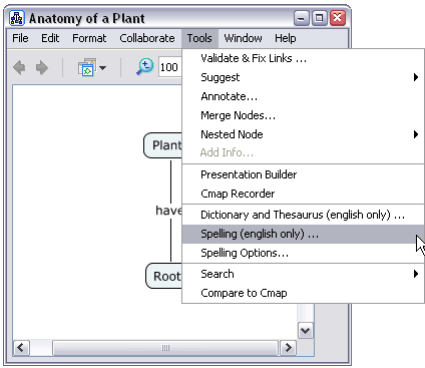 Anatomy of a Plant
File Edit Format Collaborate Tools Window Help
100
Validate & Fix Links ...
Suggest
Annotate...
Merge Nodes...
Nested Node
Add Info...
Presentation Builder
Cmap Recorder
Dictionary and Thesaurus (english only) ...
Spelling (english only) ...
Spelling Options...
Search
Compare to Cmap
Plant
have
Root